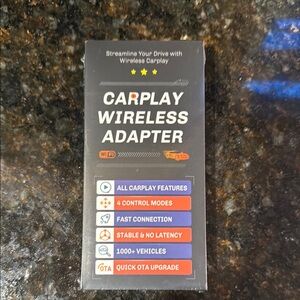 Streamline Your Drive with
Wireless Carplay
CARPLAY
WIRELESS
ADAPTER
ALL CARPLAY FEATURES
4 CONTROL MODES
FAST CONNECTION
STABLE & NO LATENCY
1000+ VEHICLES
OTA QUICK OTA UPGRADE